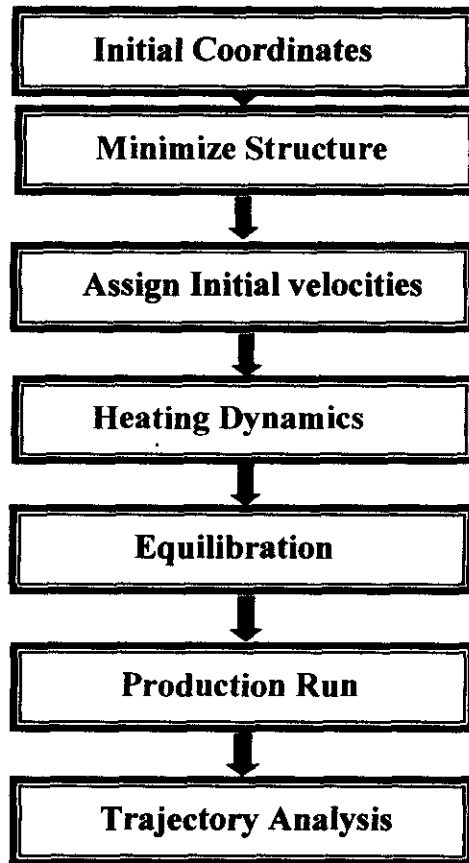 Initial Coordinates
Minimize Structure
Assign Initial velocities
Heating Dynamics
Equilibration
Production Run
Trajectory Analysis